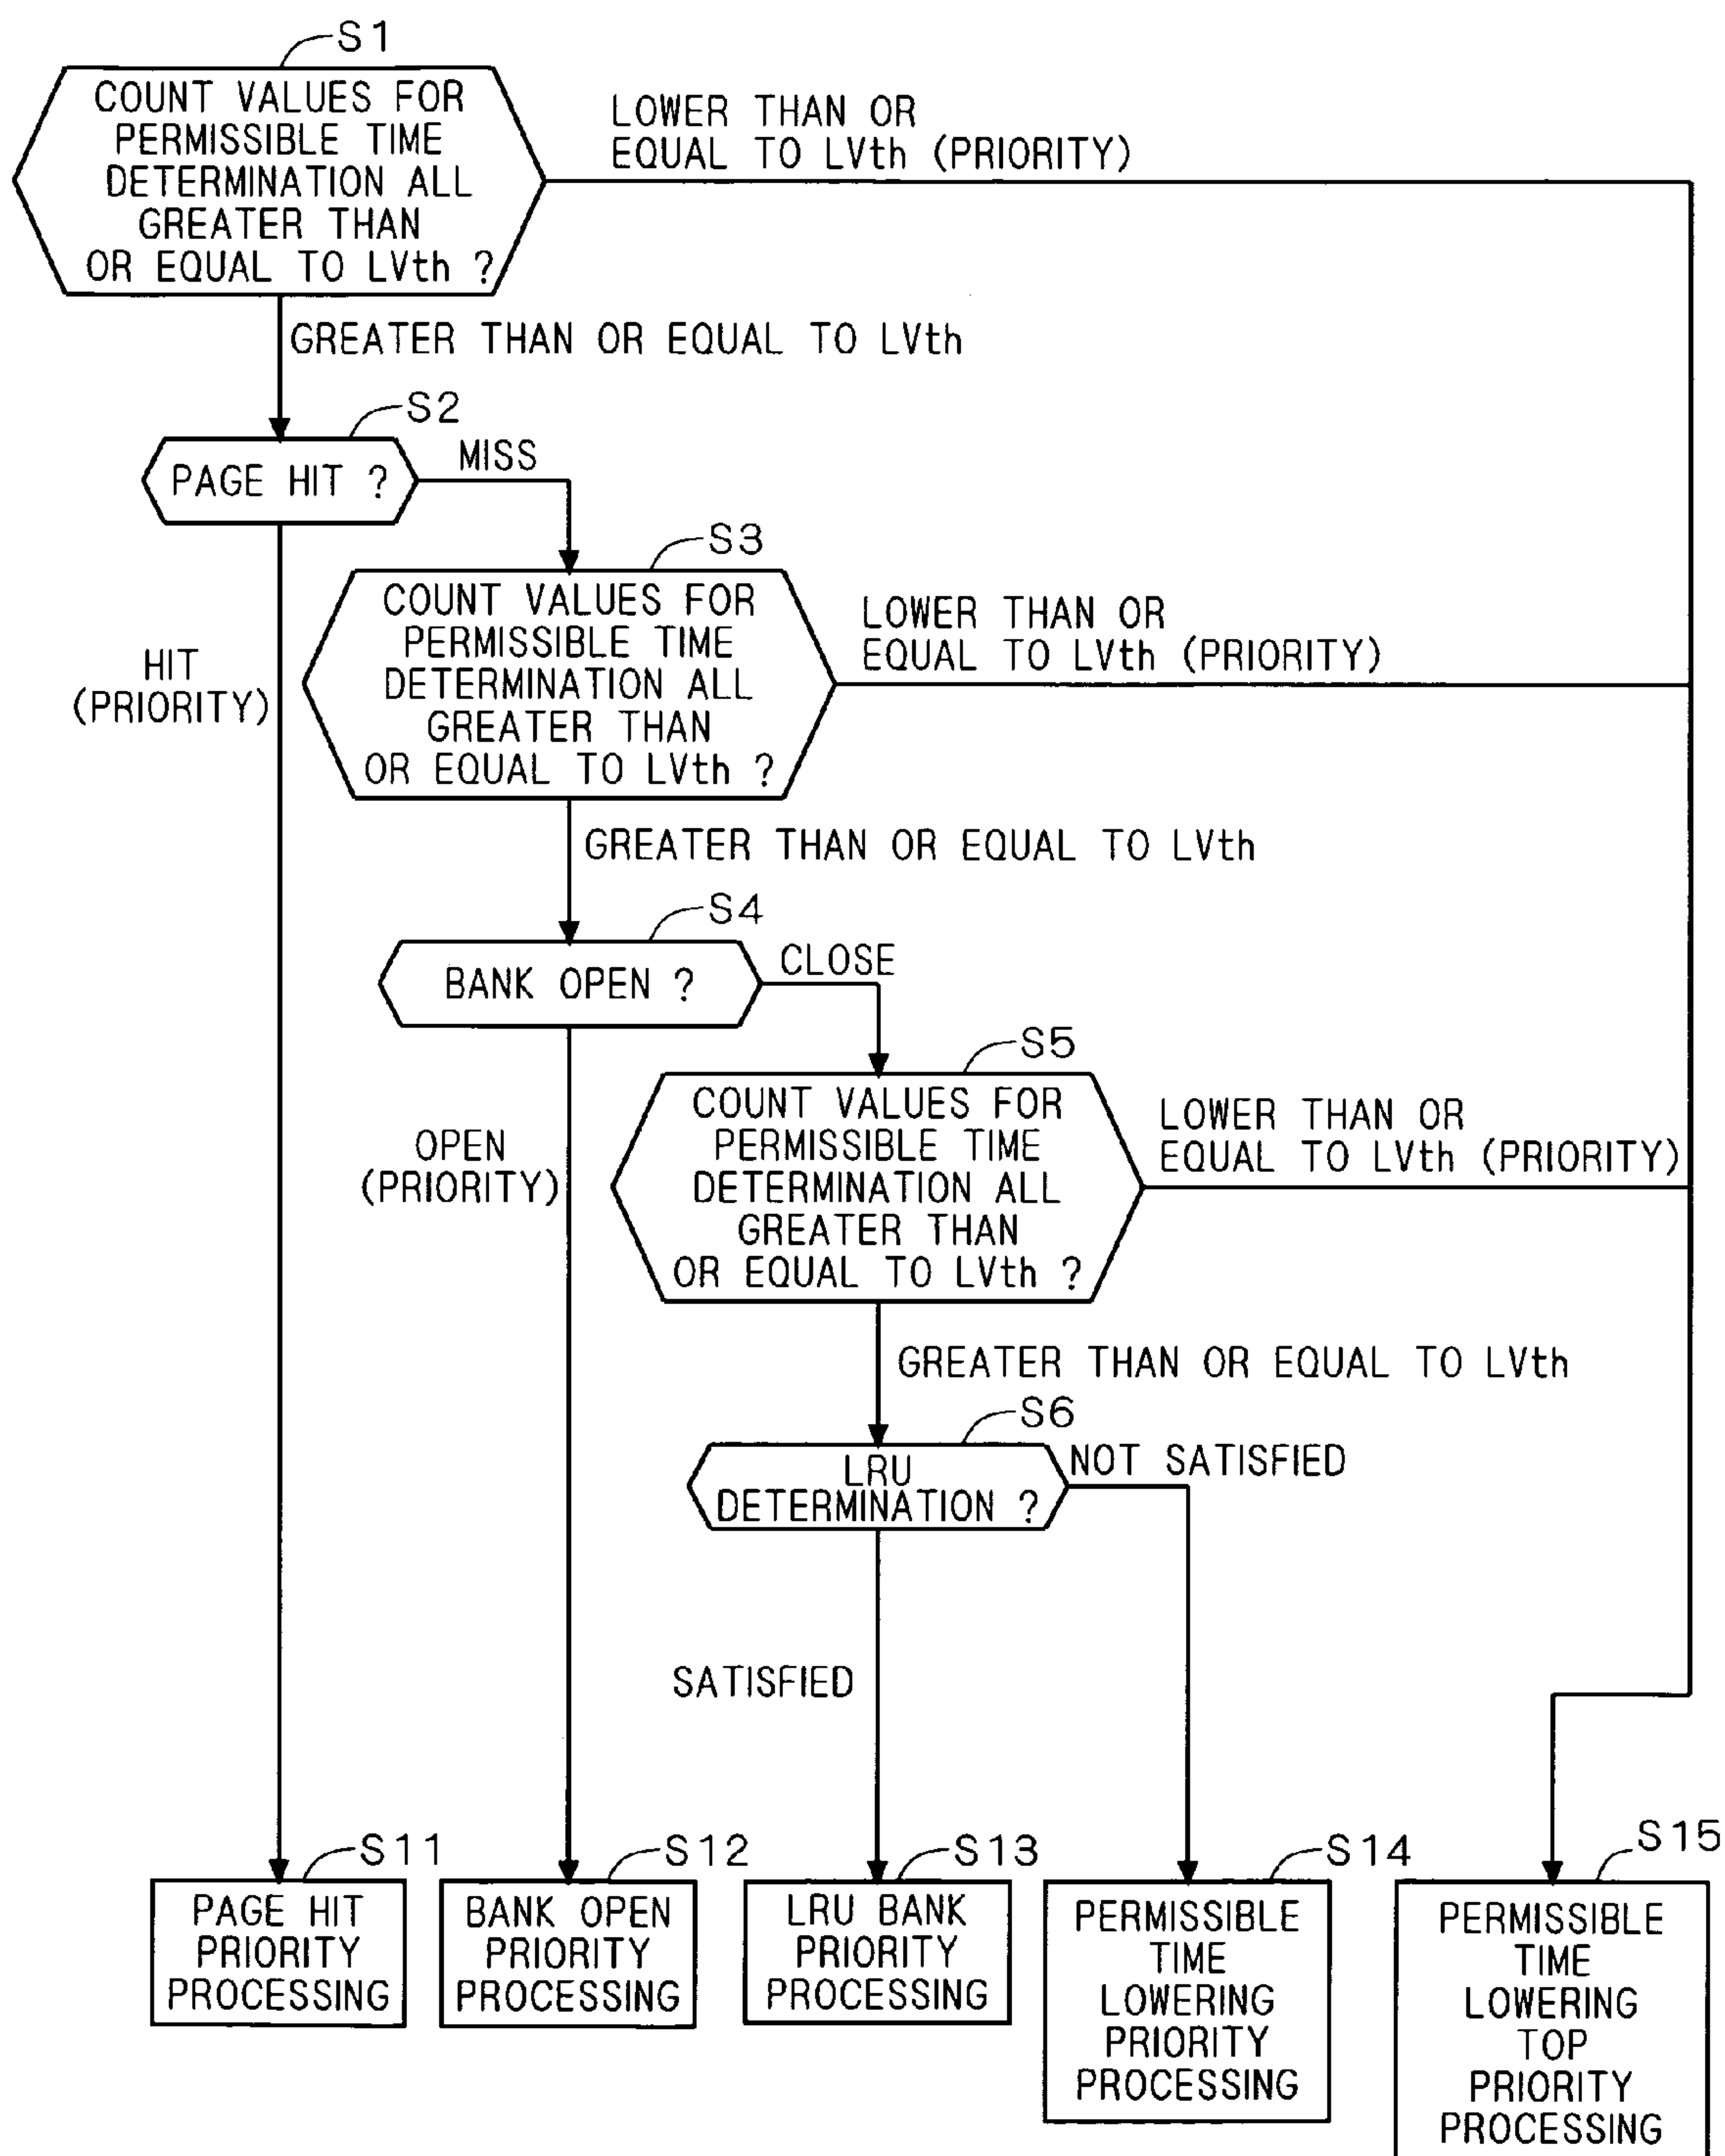 S1
COUNT VALUES FOR
PERMISSIBLE TIME
DETERMINATION ALL
GREATER THAN
OR EQUAL TO LVth ?
LOWER THAN OR
EQUAL TO LVth (PRIORITY)
GREATER THAN OR EQUAL TO LVth
S2
PAGE HIT ?
MISS
HIT
(PRIORITY)
S3
COUNT VALUES FOR
PERMISSIBLE TIME
DETERMINATION ALL
GREATER THAN
OR EQUAL TO LVth ?
LOWER THAN OR
EQUAL TO LVth (PRIORITY)
GREATER THAN OR EQUAL TO LVth
S4
BANK OPEN ?
CLOSE
OPEN
(PRIORITY)
S5
COUNT VALUES FOR
PERMISSIBLE TIME
DETERMINATION ALL
GREATER THAN
OR EQUAL TO LVth ?
LOWER THAN OR
EQUAL TO LVth (PRIORITY)
GREATER THAN OR EQUAL TO LVth
S6
LRU
DETERMINATION ?
NOT SATISFIED
SATISFIED
S11
PAGE HIT
PRIORITY
PROCESSING
S12
BANK OPEN
PRIORITY
PROCESSING
S13
LRU BANK
PRIORITY
PROCESSING
S14
PERMISSIBLE
TIME
LOWERING
PRIORITY
PROCESSING
S15
PERMISSIBLE
TIME
LOWERING
TOP
PRIORITY
PROCESSING